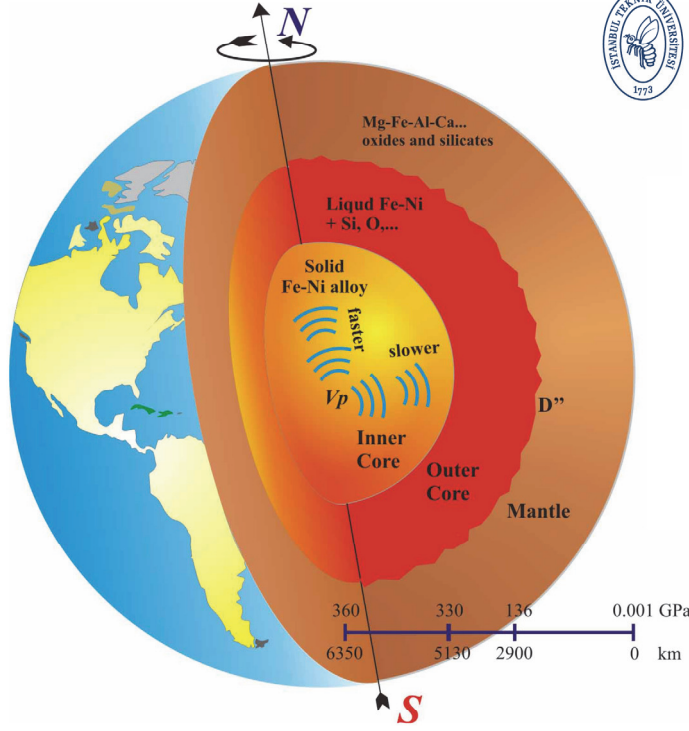 N
İSTANBUL TEKNİK ÜNİVERSİTESİ
1773
Mg-Fe-Al-Ca...
oxides and silicates
Liqud Fe-Ni
+ Si, O,...
Solid
Fe-Ni alloy
faster
slower
Vp
D”
Inner
Core
Outer
Core
Mantle
360 330 136 0.001 GPa
6350 5130 2900 0 km
S